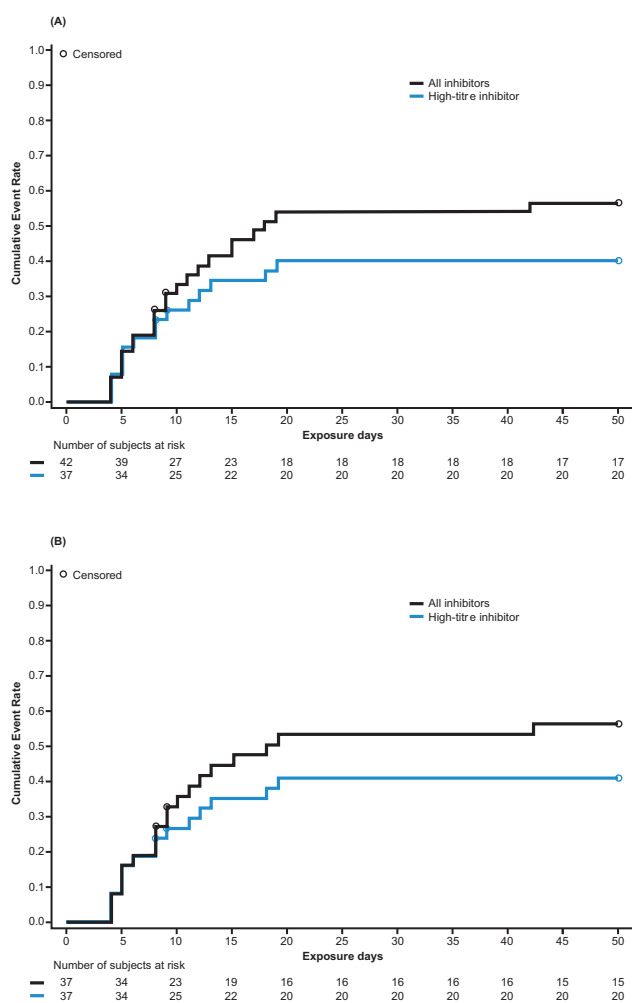 (A)
1.0
Censored
All inhibitors
High-titre inhibitor
0.9
0.8
0.7
0.6
0.5
0.4
0.3
0.2
0.1
0.0
Cumulative Event Rate
0 5 10 15 20 25 30 35 40 45 50
Exposure days
Number of subjects at risk
42 39 27 23 18 18 18 18 18 17 17
37 34 25 22 20 20 20 20 20 20 20
(B)
1.0
Censored
All inhibitors
High-titre inhibitor
0.9
0.8
0.7
0.6
0.5
0.4
0.3
0.2
0.1
0.0
Cumulative Event Rate
0 5 10 15 20 25 30 35 40 45 50
Exposure days
Number of subjects at risk
37 34 23 19 16 16 16 16 16 15 15
37 34 25 22 20 20 20 20 20 20 20